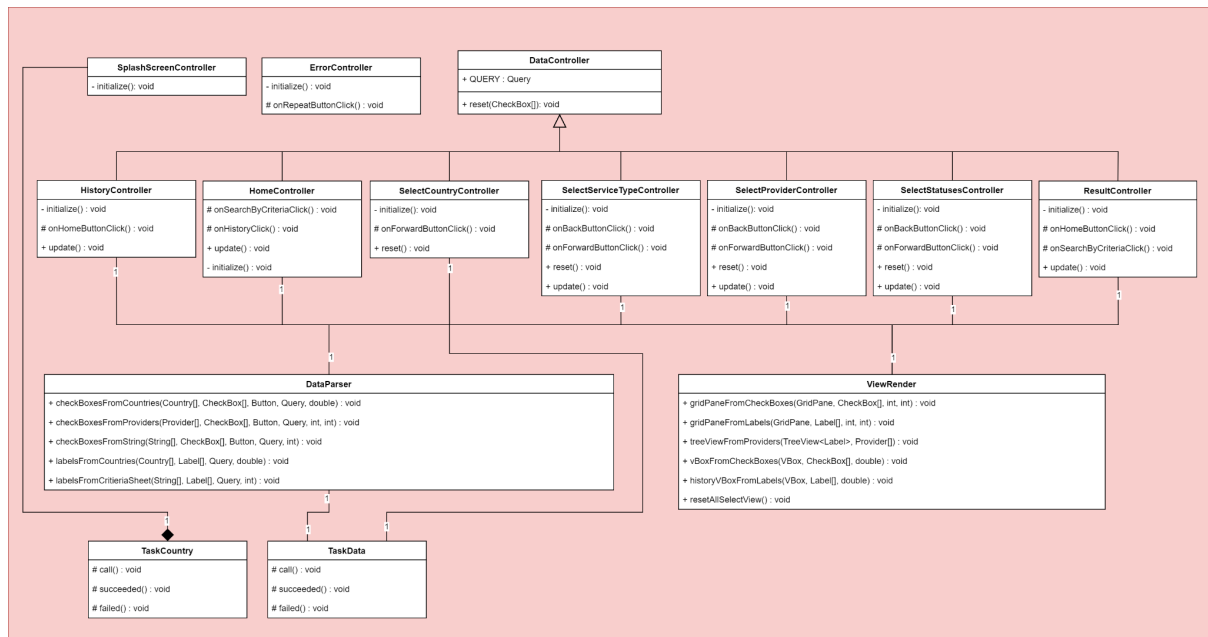 SplashScreenController
- initialize(): void
ErrorController
- initialize() : void
# onRepeatButtonClick() : void
DataController
+ QUERY : Query
+ reset(CheckBox[]): void
HistoryController
- initialize() : void
# onHomeButtonClick() : void
+ update() : void
1
HomeController
# onSearchByCriteriaClick() : void
# onHistoryClick() : void
+ update() : void
- initialize() : void
1
SelectCountryController
- initialize(): void
# onForwardButtonClick() : void
+ reset() : void
1
SelectServiceTypeController
- initialize(): void
# onBackButtonClick() : void
# onForwardButtonClick() : void
+ reset() : void
+ update() : void
1
SelectProviderController
- initialize(): void
# onBackButtonClick() : void
# onForwardButtonClick() : void
+ reset() : void
+ update() : void
1
SelectStatusesController
- initialize() : void
# onBackButtonClick() : void
# onForwardButtonClick() : void
+ reset() : void
+ update() : void
1
ResultController
- initialize() : void
# onHomeButtonClick() : void
# onSearchByCriteriaClick() : void
+ update() : void
1
1
1
DataParser
+ checkBoxesFromCountries(Country[], CheckBox[], Button, Query, double) : void
+ checkBoxesFromProviders(Provider[], CheckBox[], Button, Query, int, int) : void
+ checkBoxesFromString(String[], CheckBox[], Button, Query, int) : void
+ labelsFromCountries(Country[], Label[], Query, double) : void
+ labelsFromCritieriaSheet(String[], Label[], Query, int) : void
1
ViewRender
+ gridPaneFromCheckBoxes(GridPane, CheckBox[], int, int) : void
+ gridPaneFromLabels(GridPane, Label[], int, int) : void
+ treeViewFromProviders(TreeView<Label>, Provider[]) : void
+ vBoxFromCheckBoxes(VBox, CheckBox[], double) : void
+ historyVBoxFromLabels(VBox, Label[], double) : void
+ resetAllSelectView() : void
1
1
1
TaskCountry
# call() : void
# succeeded() : void
# failed() : void
TaskData
# call() : void
# succeeded() : void
# failed() : void